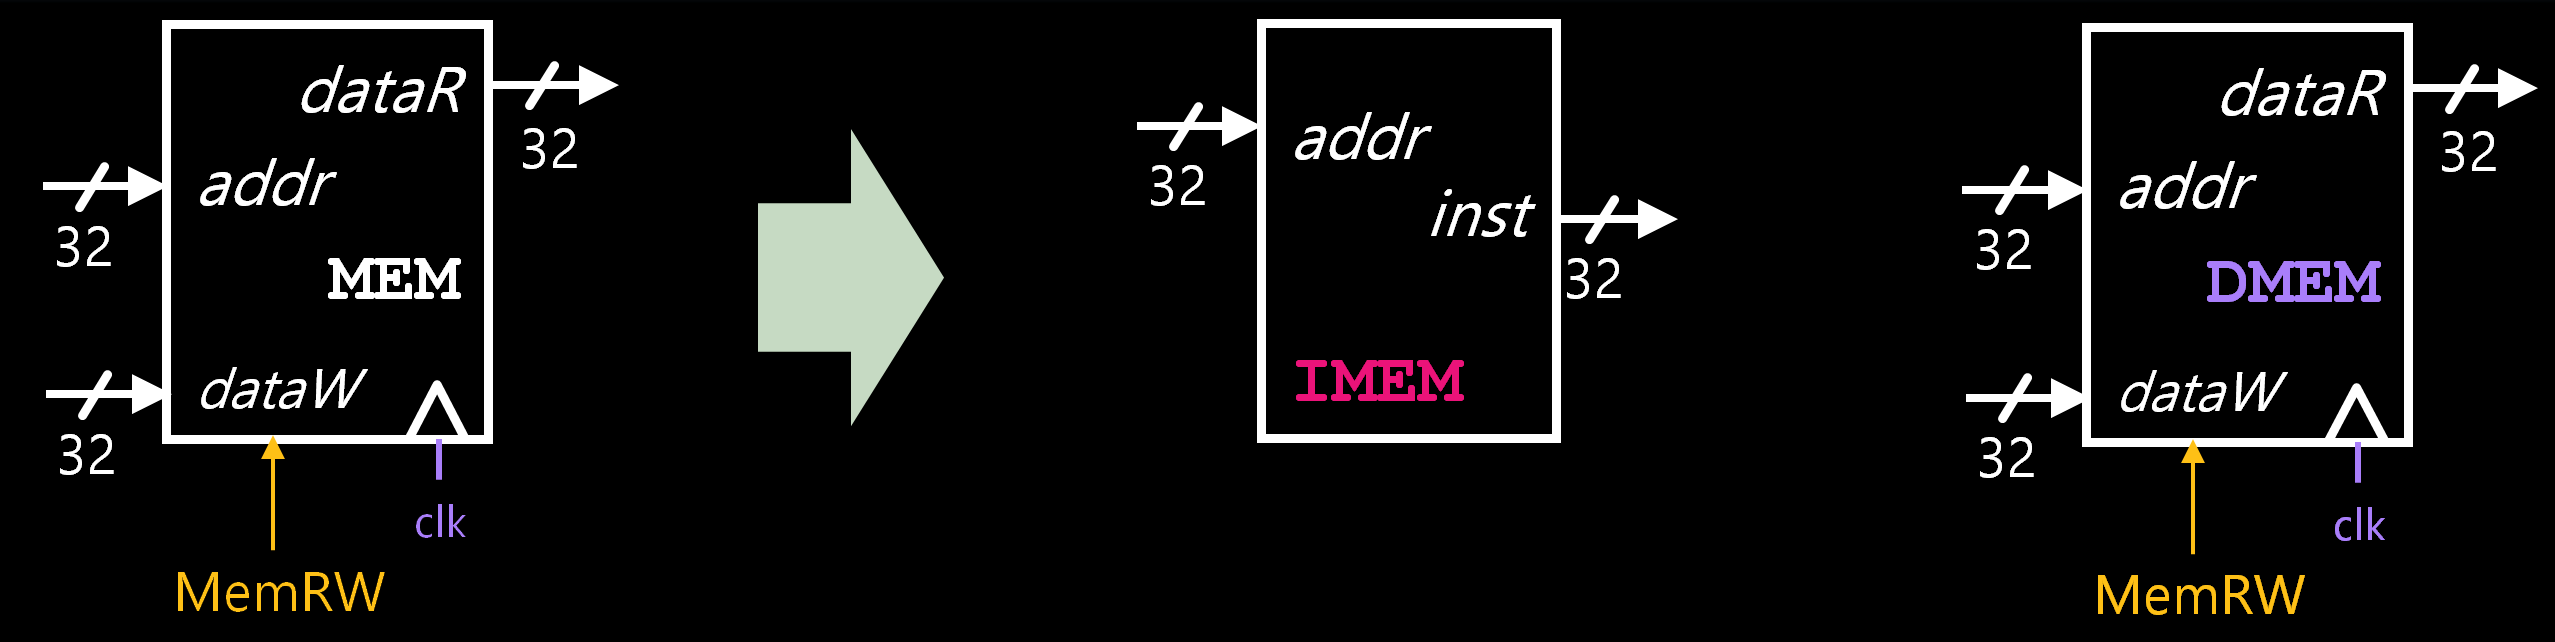 dataR
32
addr
32
MEM
dataW
32
clk
MemRW
addr
32
inst
32
IMEM
dataR
32
addr
32
DMEM
dataW
32
clk
MemRW